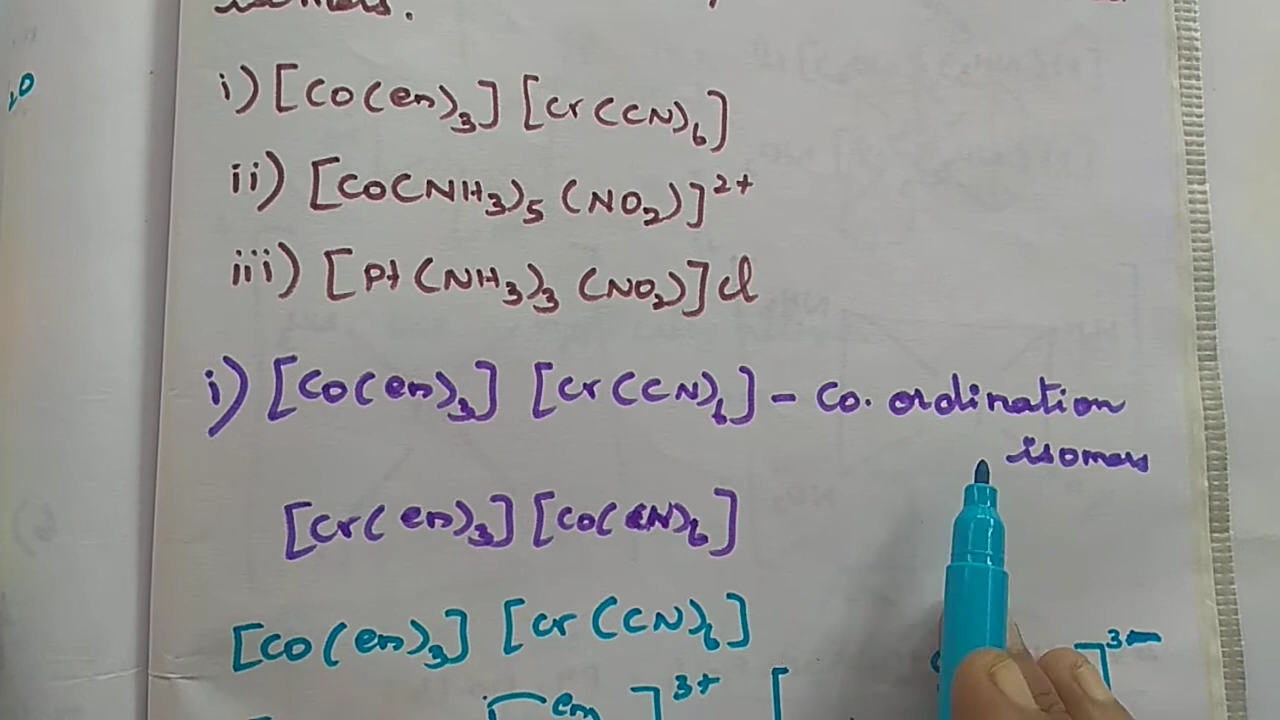 isomers.
20
i) [Co(en)₃] [Cr(CN)₆]
ii) [Co(NH₃)₅ (NO₂)]²⁺
iii) [Pt(NH₃)₃ (NO₂)]Cl
i) [Co(en)₃] [Cr(CN)₆] - Co.ordination
isomers
[Cr(en)₃] [Co(CN)₆]
[Co(en)₃] [Cr(CN)₆]
en ]³⁺ [ ]³⁻